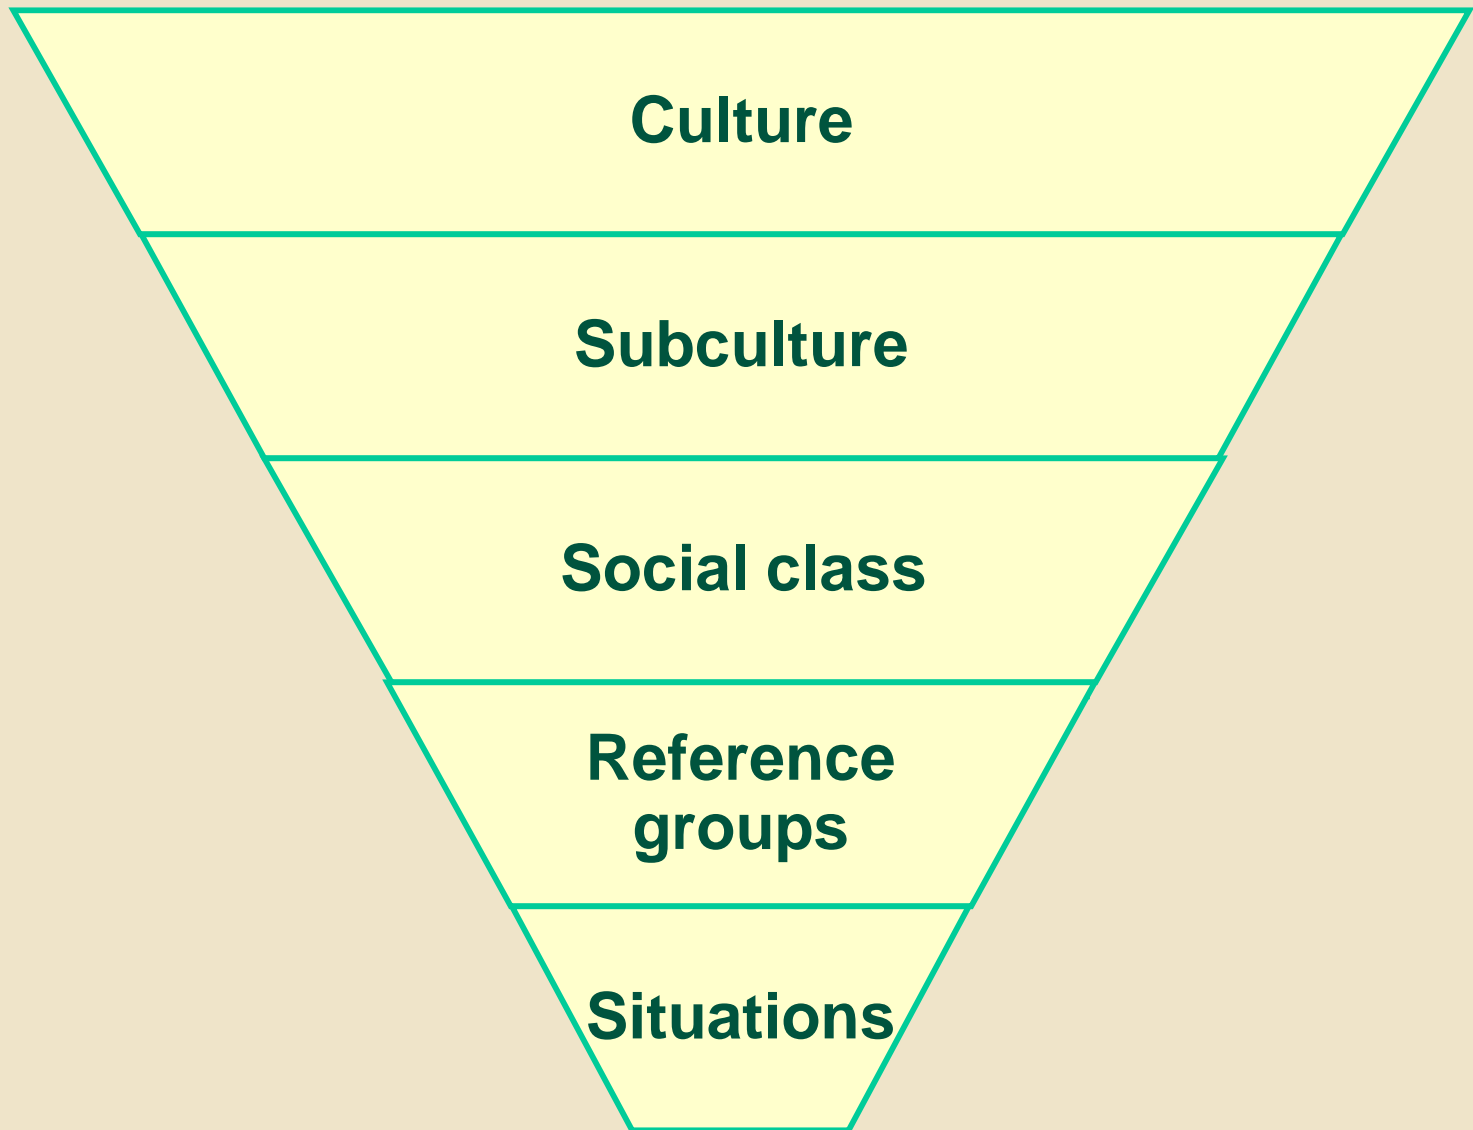 Culture
Subculture
Social class
Reference
groups
Situations